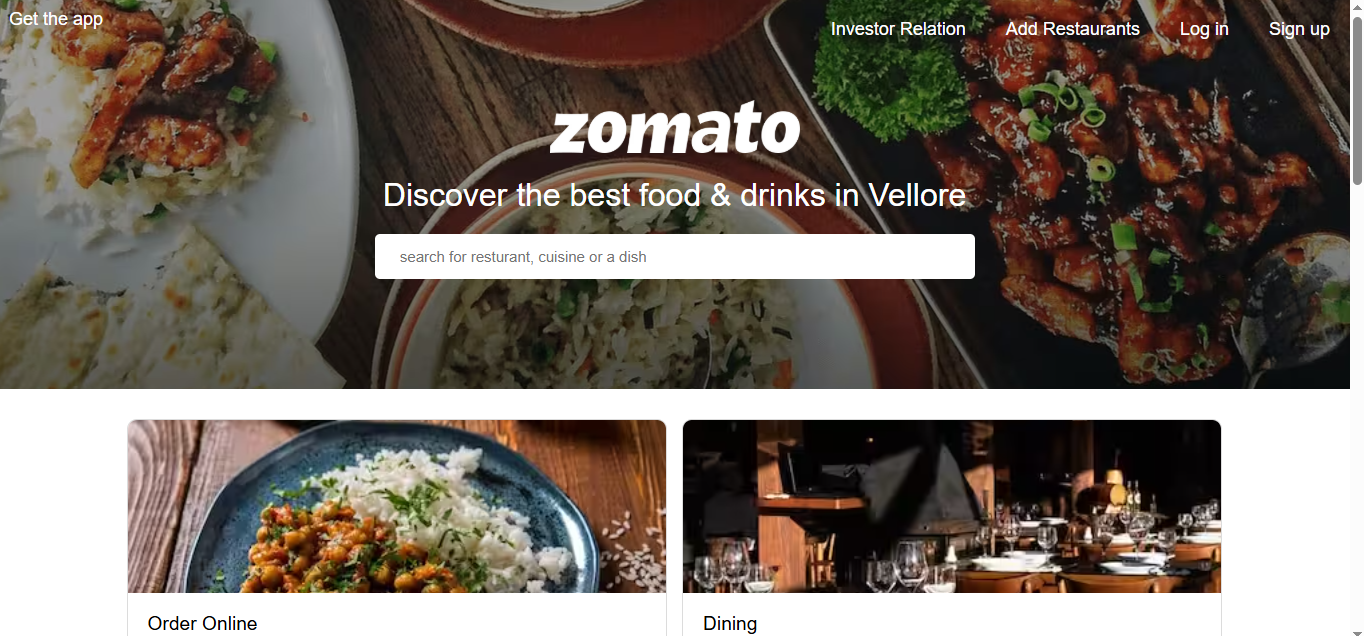 Get the app
Investor Relation Add Restaurants Log in Sign up
zomato
Discover the best food & drinks in Vellore
search for resturant, cuisine or a dish
Order Online
Dining